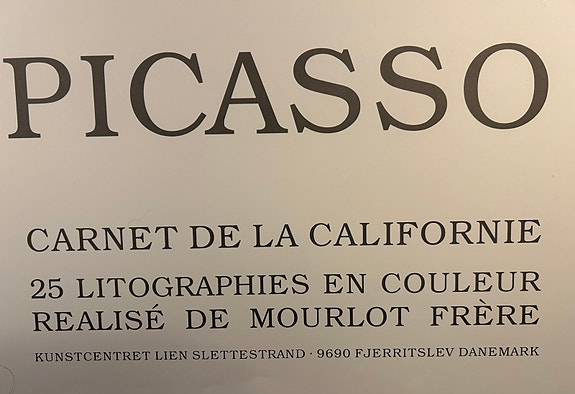 PICASSO
CARNET DE LA CALIFORNIE
25 LITOGRAPHIES EN COULEUR
REALISÉ DE MOURLOT FRÈRE
KUNSTCENTRET LIEN SLETTESTRAND · 9690 FJERRITSLEV DANEMARK